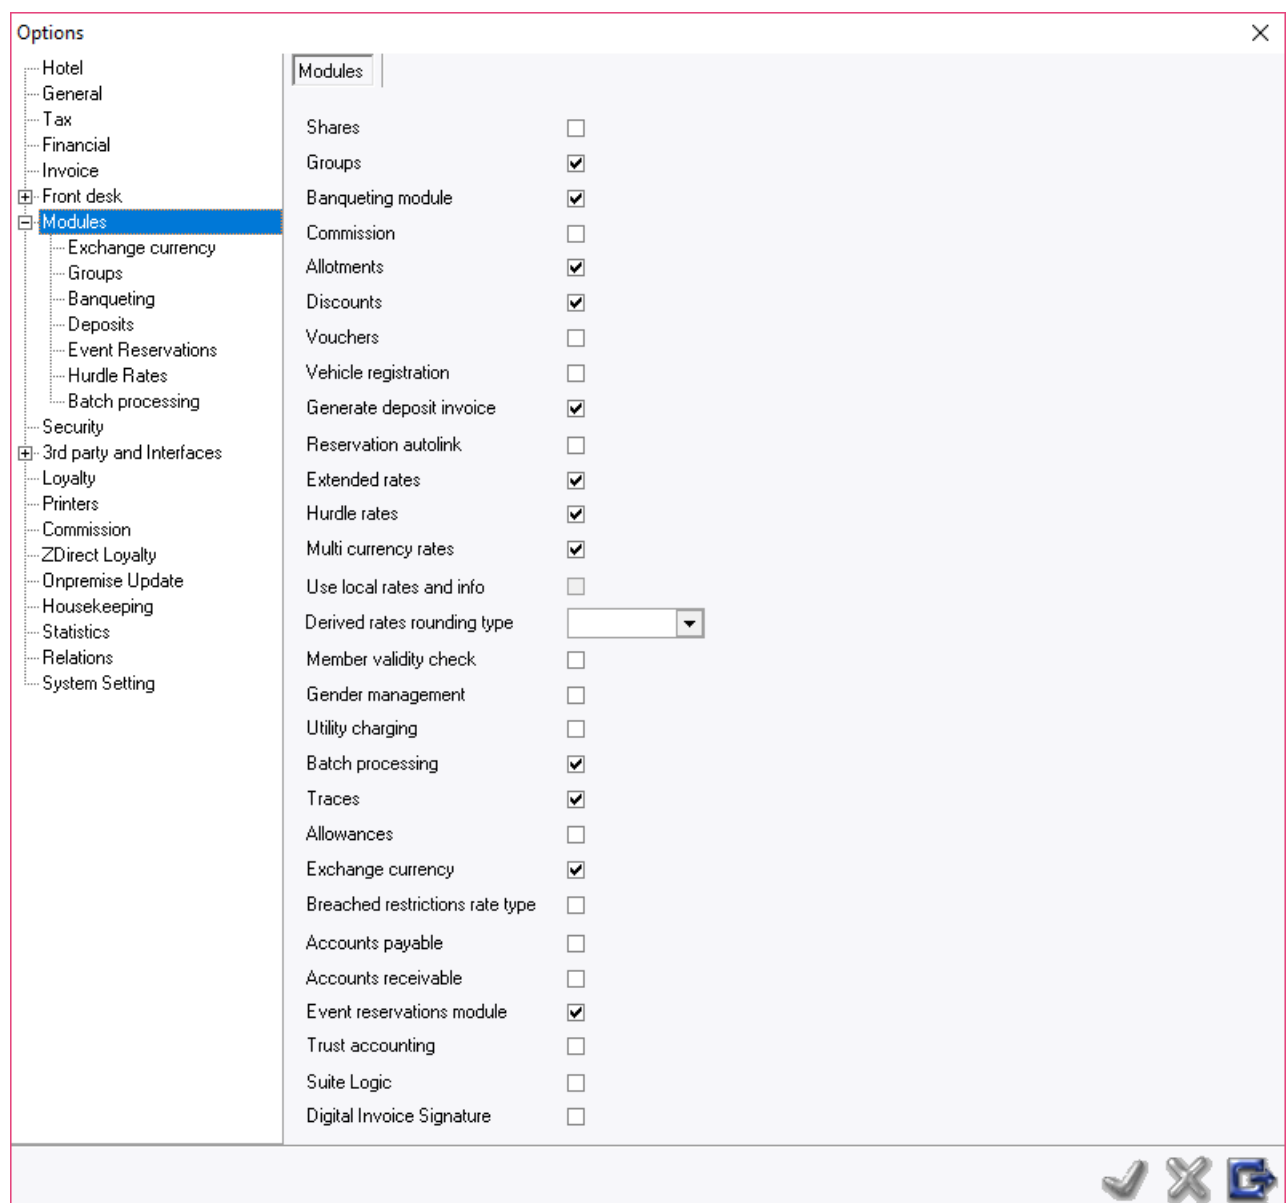 Options
Hotel
General
Tax
Financial
Invoice
Front desk
Modules
Exchange currency
Groups
Banqueting
Deposits
Event Reservations
Hurdle Rates
Batch processing
Security
3rd party and Interfaces
Loyalty
Printers
Commission
ZDirect Loyalty
Onpremise Update
Housekeeping
Statistics
Relations
System Setting
Modules
Shares
Groups
Banqueting module
Commission
Allotments
Discounts
Vouchers
Vehicle registration
Generate deposit invoice
Reservation autolink
Extended rates
Hurdle rates
Multi currency rates
Use local rates and info
Derived rates rounding type
Member validity check
Gender management
Utility charging
Batch processing
Traces
Allowances
Exchange currency
Breached restrictions rate type
Accounts payable
Accounts receivable
Event reservations module
Trust accounting
Suite Logic
Digital Invoice Signature